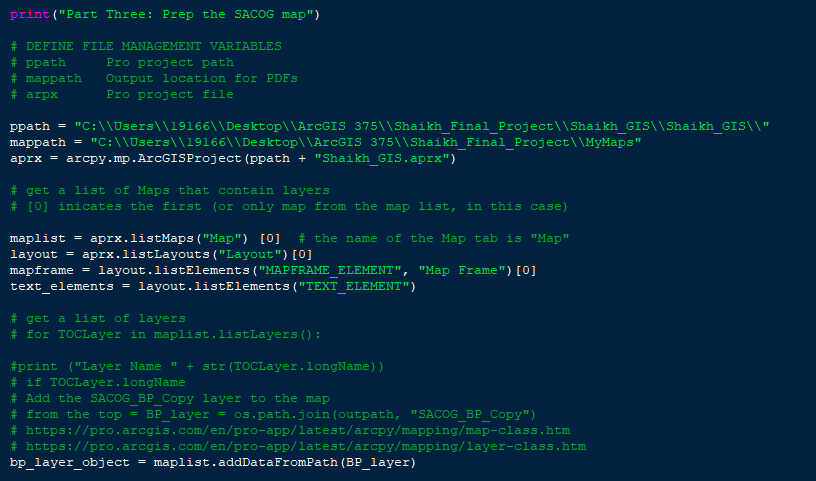 print("Part Three: Prep the SACOG map")
# DEFINE FILE MANAGEMENT VARIABLES
# ppath     Pro project path
# mappath   Output location for PDFs
# arpx      Pro project file
ppath = "C:\\Users\\19166\\Desktop\\ArcGIS 375\\Shaikh_Final_Project\\Shaikh_GIS\\Shaikh_GIS\\"
mappath = "C:\\Users\\19166\\Desktop\\ArcGIS 375\\Shaikh_Final_Project\\MyMaps"
aprx = arcpy.mp.ArcGISProject(ppath + "Shaikh_GIS.aprx")
# get a list of Maps that contain layers
# [0] inicates the first (or only map from the map list, in this case)
maplist = aprx.listMaps("Map") [0]  # the name of the Map tab is "Map"
layout = aprx.listLayouts("Layout")[0]
mapframe = layout.listElements("MAPFRAME_ELEMENT", "Map Frame")[0]
text_elements = layout.listElements("TEXT_ELEMENT")
# get a list of layers
# for TOCLayer in maplist.listLayers():
#print ("Layer Name " + str(TOCLayer.longName))
# if TOCLayer.longName
# Add the SACOG_BP_Copy layer to the map
# from the top = BP_layer = os.path.join(outpath, "SACOG_BP_Copy")
# https://pro.arcgis.com/en/pro-app/latest/arcpy/mapping/map-class.htm
# https://pro.arcgis.com/en/pro-app/latest/arcpy/mapping/layer-class.htm
bp_layer_object = maplist.addDataFromPath(BP_layer)